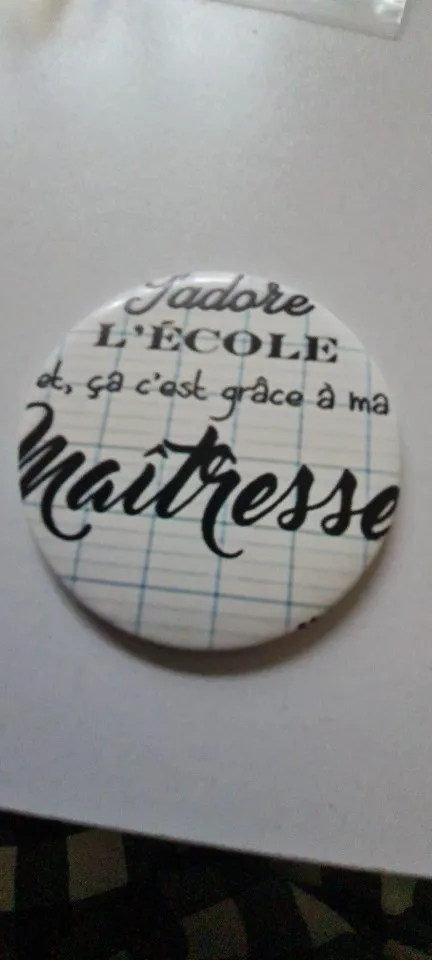 J'adore
L'ÉCOLE
et, ça c'est grâce à ma
Maîtresse